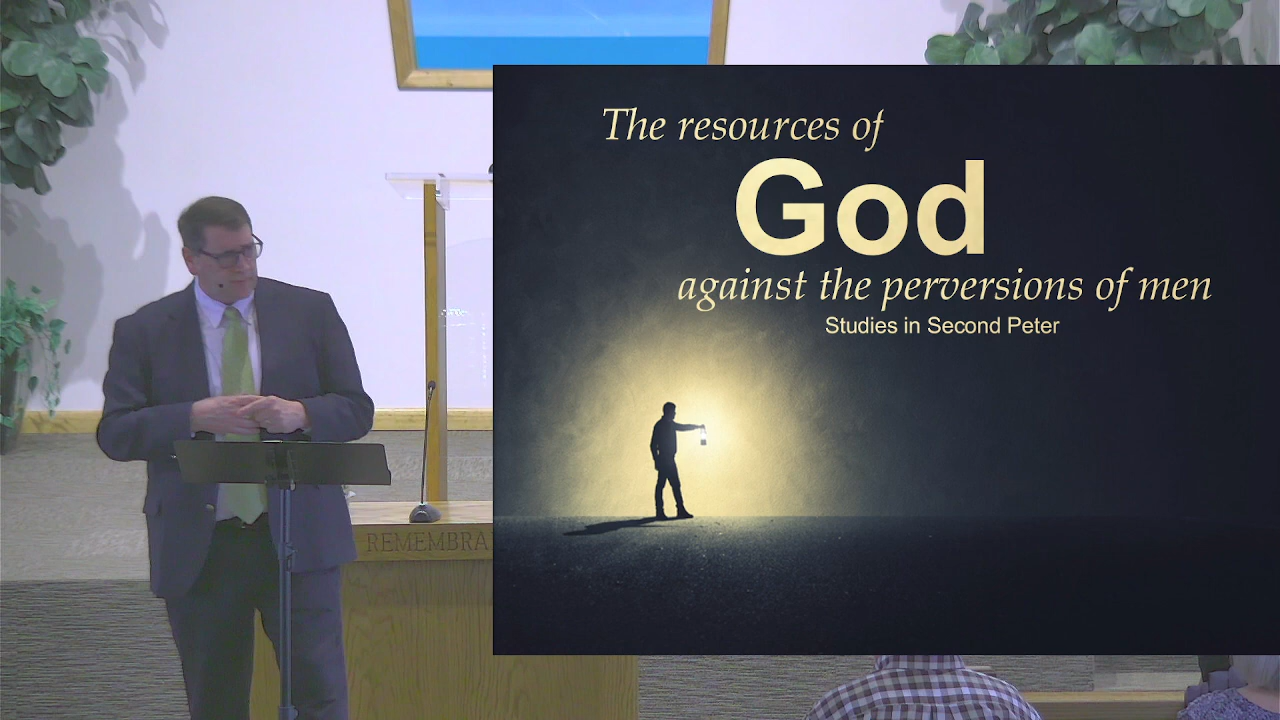 The resources of
God
against the perversions of men
Studies in Second Peter
REMEMBRA